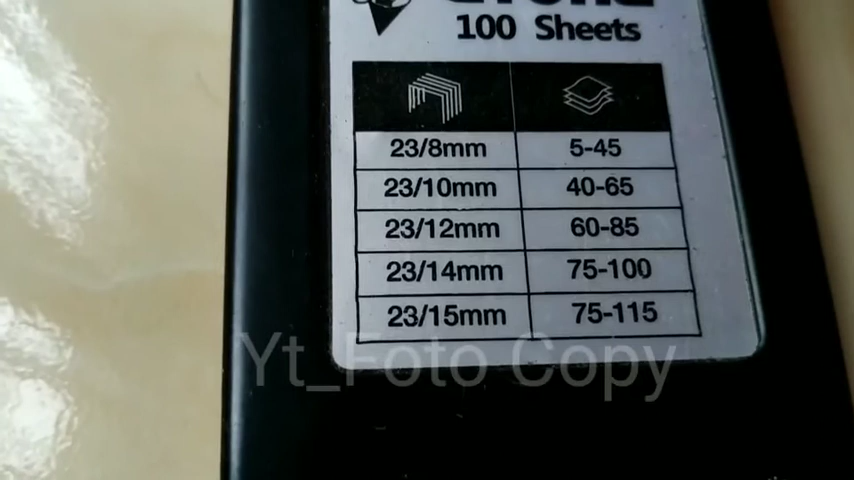 100 Sheets
23/8mm 5-45
23/10mm 40-65
23/12mm 60-85
23/14mm 75-100
23/15mm 75-115
Yt_Foto Copy